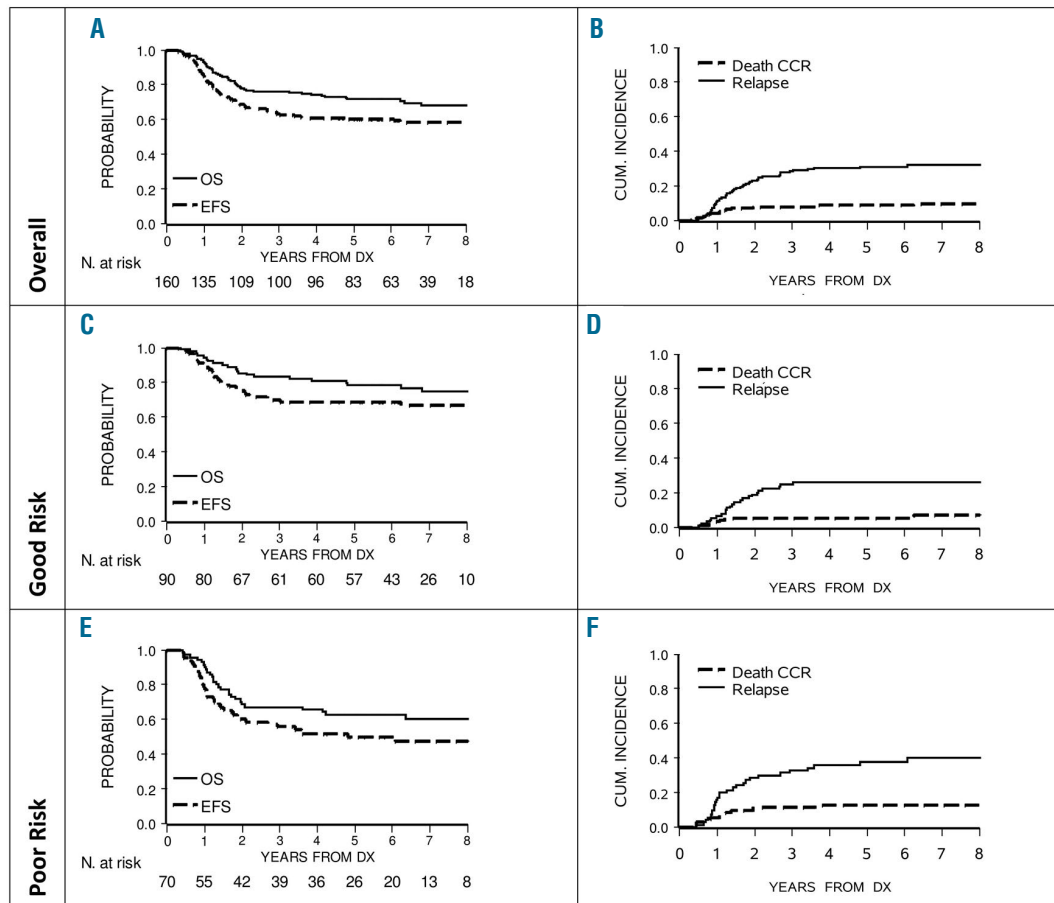 Overall
A
PROBABILITY
1.0
0.8
0.6
0.4
0.2
0.0
OS
EFS
0 1 2 3 4 5 6 7 8
YEARS FROM DX
N. at risk
160 135 109 100 96 83 63 39 18
B
CUM. INCIDENCE
1.0
0.8
0.6
0.4
0.2
0.0
Death CCR
Relapse
0 1 2 3 4 5 6 7 8
YEARS FROM DX
Good Risk
C
PROBABILITY
1.0
0.8
0.6
0.4
0.2
0.0
OS
EFS
0 1 2 3 4 5 6 7 8
YEARS FROM DX
N. at risk
90 80 67 61 60 57 43 26 10
D
CUM. INCIDENCE
1.0
0.8
0.6
0.4
0.2
0.0
Death CCR
Relapse
0 1 2 3 4 5 6 7 8
YEARS FROM DX
Poor Risk
E
PROBABILITY
1.0
0.8
0.6
0.4
0.2
0.0
OS
EFS
0 1 2 3 4 5 6 7 8
YEARS FROM DX
N. at risk
70 55 42 39 36 26 20 13 8
F
CUM. INCIDENCE
1.0
0.8
0.6
0.4
0.2
0.0
Death CCR
Relapse
0 1 2 3 4 5 6 7 8
YEARS FROM DX